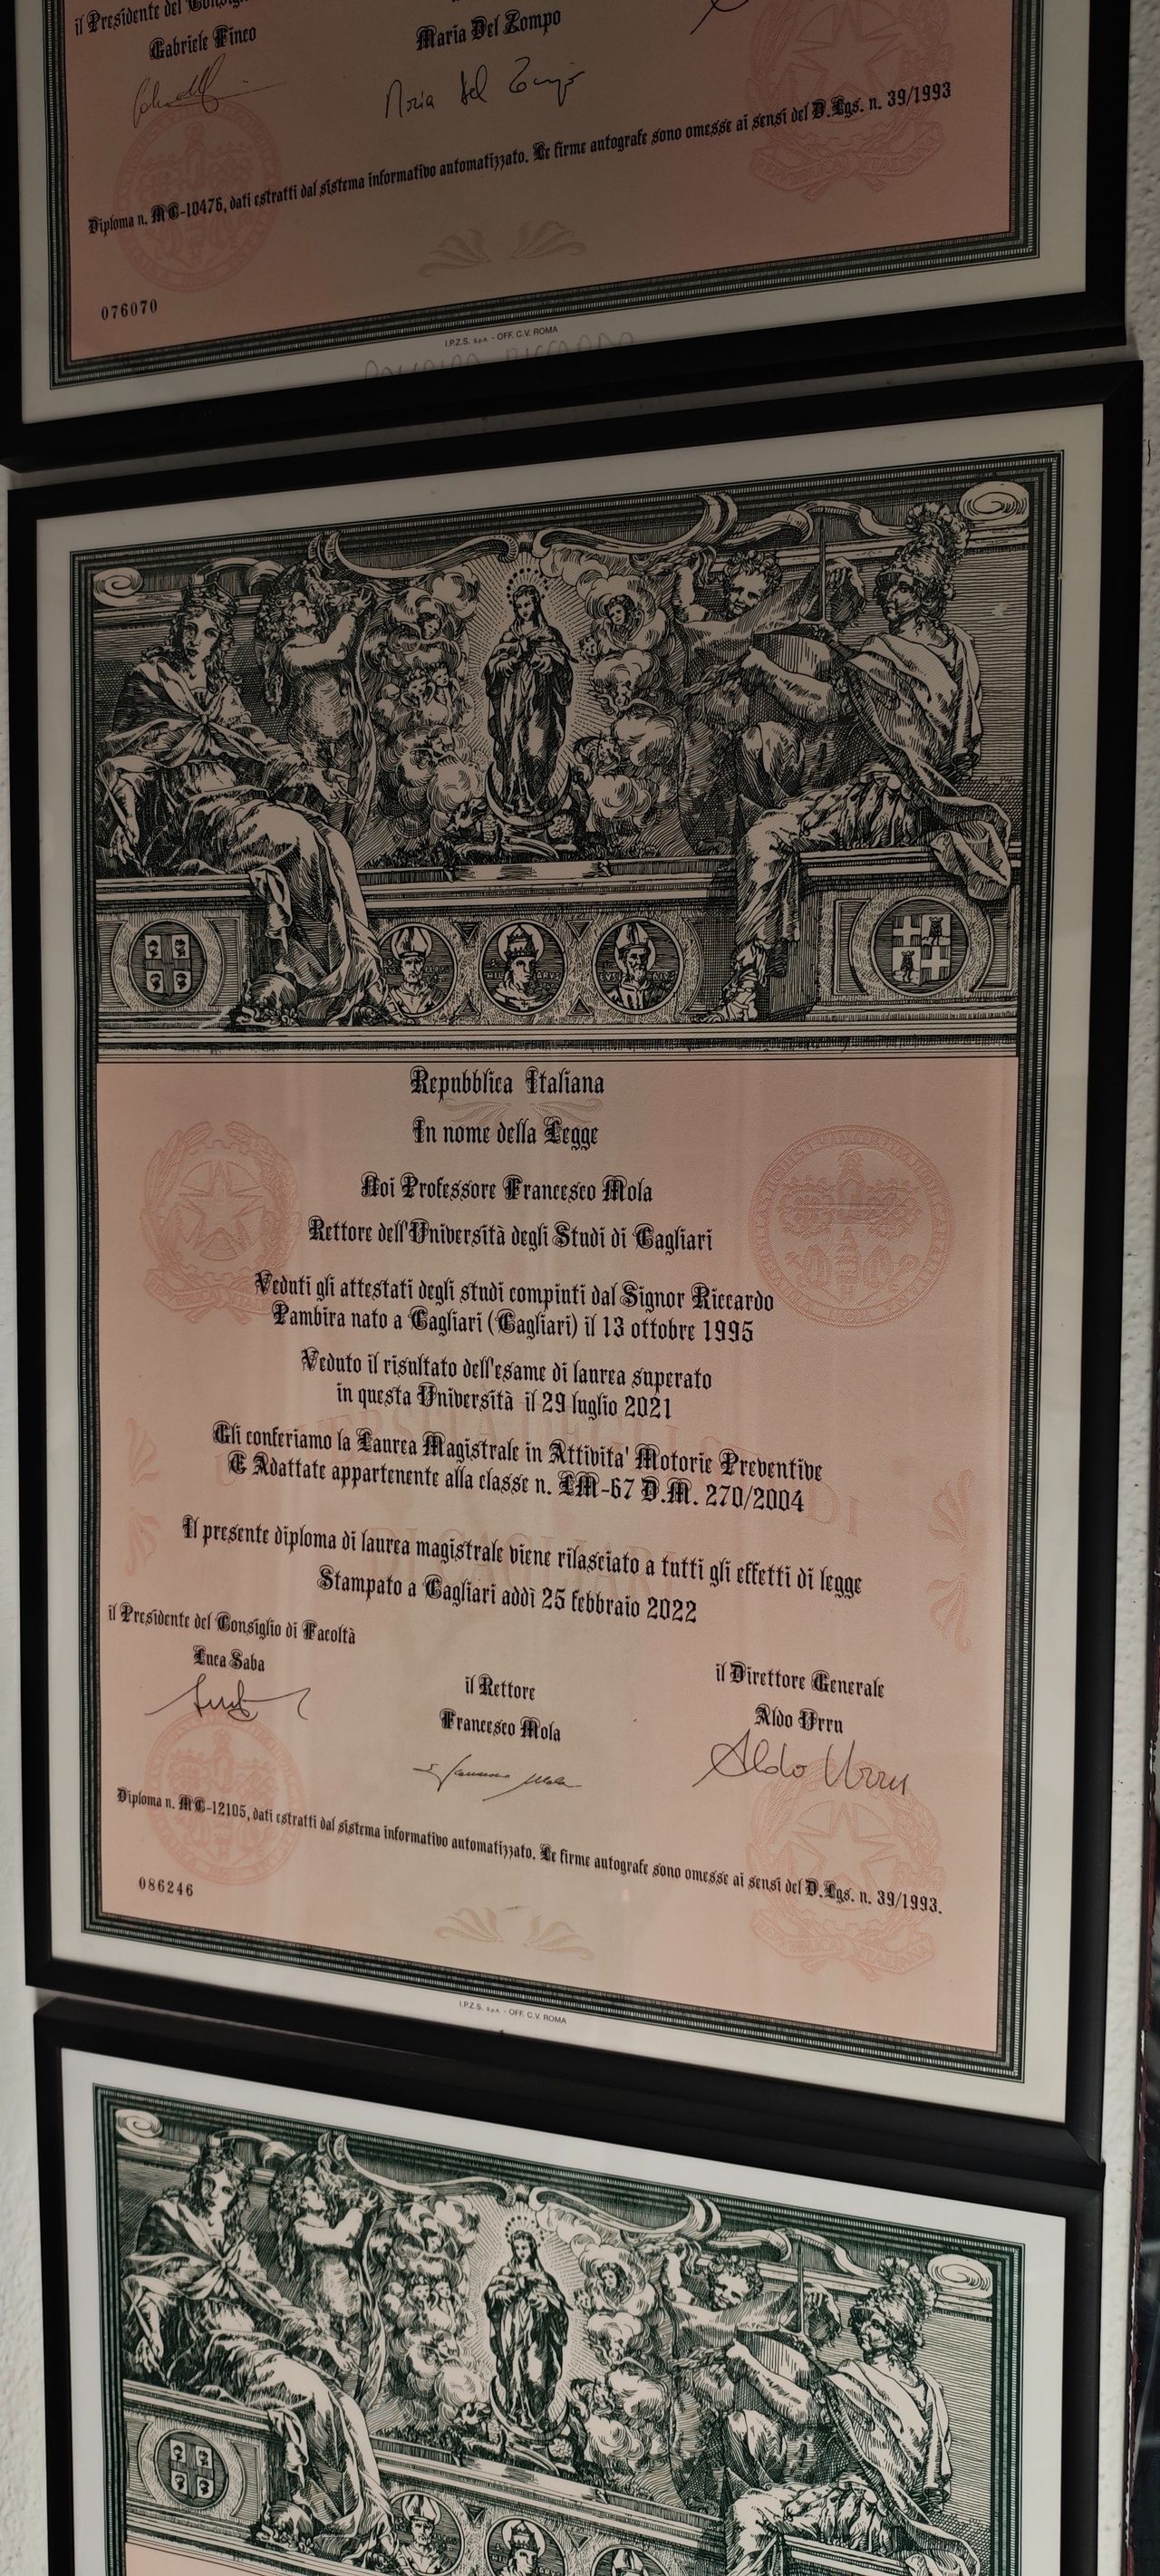 il Presidente del Consigl
Gabriele Finco
Maria Del Zompo
Maria Del Zompo
Diploma n. MC-10476, dati estratti dal sistema informativo automatizzato. Le firme autografe sono omesse ai sensi del D.Lgs. n. 39/1993
076070
I.P.Z.S. S.p.A. - OFF. C.V. ROMA
Repubblica Italiana
In nome della Legge
Noi Professore Francesco Mola
Rettore dell'Università degli Studi di Cagliari
Veduti gli attestati degli studi compiuti dal Signor Riccardo
Pambira nato a Cagliari (Cagliari) il 13 ottobre 1995
Veduto il risultato dell'esame di laurea superato
in questa Università il 29 luglio 2021
Gli conferiamo la Laurea Magistrale in Attivita' Motorie Preventive
E Adattate appartenente alla classe n. LM-67 D.M. 270/2004
Il presente diploma di laurea magistrale viene rilasciato a tutti gli effetti di legge
Stampato a Cagliari addì 25 febbraio 2022
il Presidente del Consiglio di Facoltà
Luca Saba
il Rettore
Francesco Mola
il Direttore Generale
Aldo Urru
Aldo Urru
Diploma n. MC-12105, dati estratti dal sistema informativo automatizzato. Le firme autografe sono omesse ai sensi del D.Lgs. n. 39/1993.
086246
I.P.Z.S. S.p.A. - OFF. C.V. ROMA